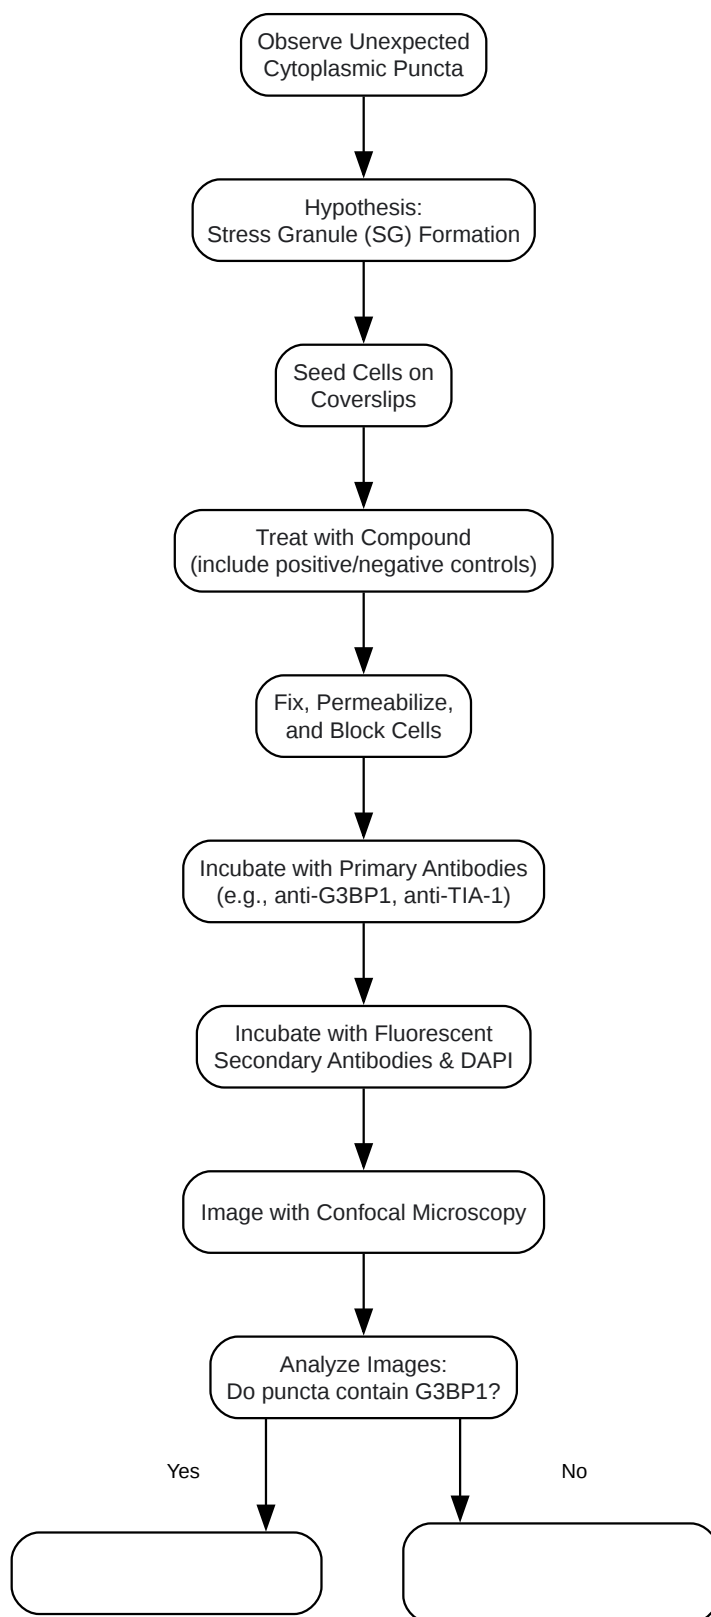 Observe Unexpected
Cytoplasmic Puncta
Hypothesis:
Stress Granule (SG) Formation
Seed Cells on
Coverslips
Treat with Compound
(include positive/negative controls)
Fix, Permeabilize,
and Block Cells
Incubate with Primary Antibodies
(e.g., anti-G3BP1, anti-TIA-1)
Incubate with Fluorescent
Secondary Antibodies & DAPI
Image with Confocal Microscopy
Analyze Images:
Do puncta contain G3BP1?
Yes
No